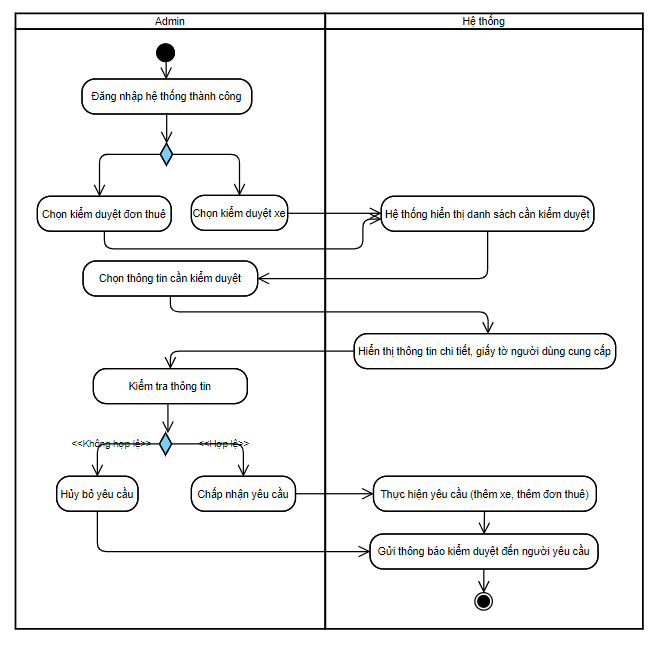 Admin
Hệ thống
Đăng nhập hệ thống thành công
Chọn kiểm duyệt đơn thuê
Chọn kiểm duyệt xe
Hệ thống hiển thị danh sách cần kiểm duyệt
Chọn thông tin cần kiểm duyệt
Hiển thị thông tin chi tiết, giấy tờ người dùng cung cấp
Kiểm tra thông tin
<<Không hợp lệ>>
<<Hợp lệ>>
Hủy bỏ yêu cầu
Chấp nhận yêu cầu
Thực hiện yêu cầu (thêm xe, thêm đơn thuê)
Gửi thông báo kiểm duyệt đến người yêu cầu